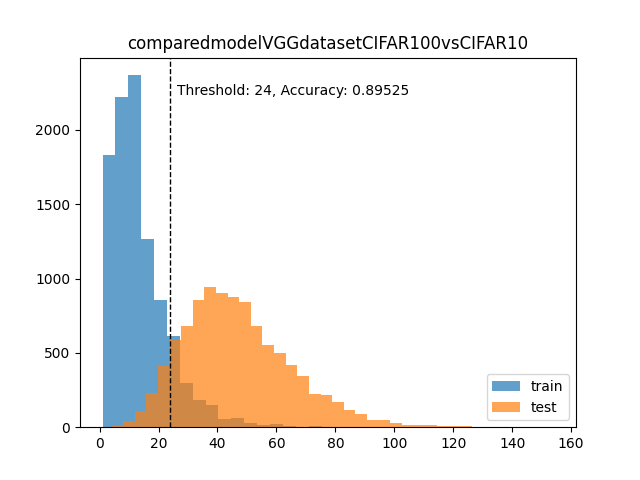 comparedmodelVGGdatasetCIFAR100vsCIFAR10
Threshold: 24, Accuracy: 0.89525
2000
1500
1000
500
0
train
test
0 20 40 60 80 100 120 140 160